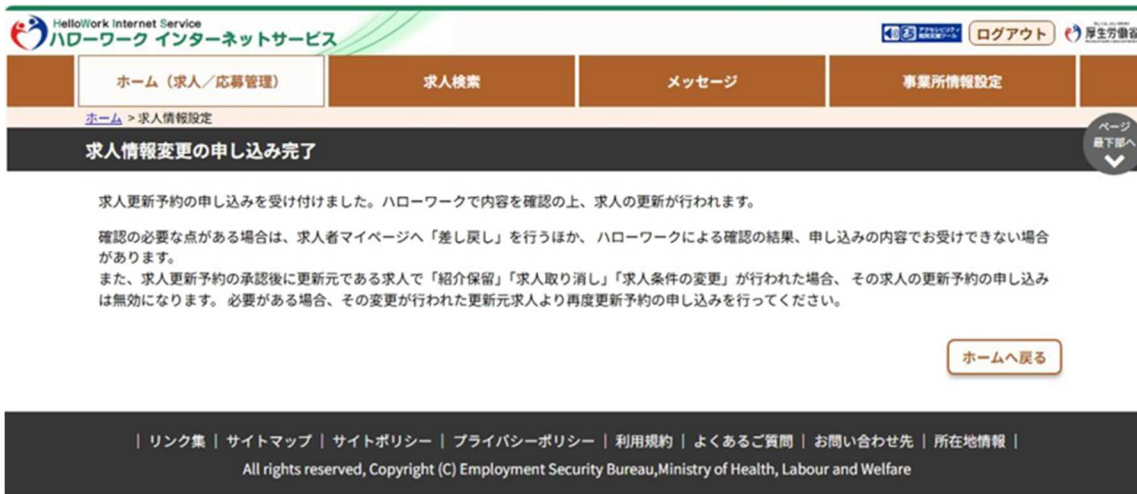 HelloWork Internet Service
ハローワーク インターネットサービス
ログアウト
厚生労働省
ホーム（求人／応募管理）
求人検索
メッセージ
事業所情報設定
ホーム > 求人情報設定
ページ
最下部へ
求人情報変更の申し込み完了
求人更新予約の申し込みを受け付けました。ハローワークで内容を確認の上、求人の更新が行われます。
確認の必要な点がある場合は、求人者マイページへ「差し戻し」を行うほか、 ハローワークによる確認の結果、申し込みの内容でお受けできない場合
があります。
また、求人更新予約の承認後に更新元である求人で「紹介保留」「求人取り消し」「求人条件の変更」が行われた場合、 その求人の更新予約の申し込み
は無効になります。 必要がある場合、その変更が行われた更新元求人より再度更新予約の申し込みを行ってください。
ホームへ戻る
| リンク集 | サイトマップ | サイトポリシー | プライバシーポリシー | 利用規約 | よくあるご質問 | お問い合わせ先 | 所在地情報 |
All rights reserved, Copyright (C) Employment Security Bureau,Ministry of Health, Labour and Welfare